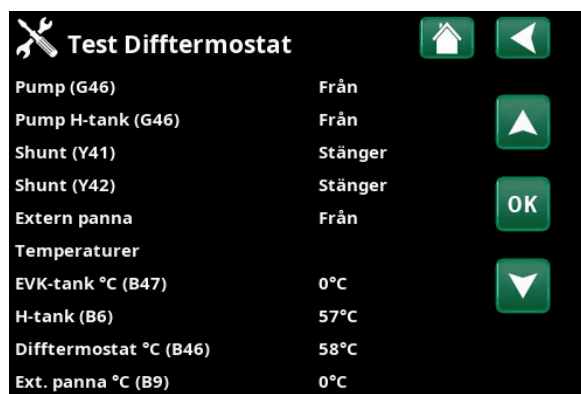 Test Difftermostat
Pump (G46) Från
Pump H-tank (G46) Från
Shunt (Y41) Stänger
Shunt (Y42) Stänger
OK
Extern panna Från
Temperaturer
EVK-tank °C (B47) 0°C
H-tank (B6) 57°C
Difftermostat °C (B46) 58°C
Ext. panna °C (B9) 0°C